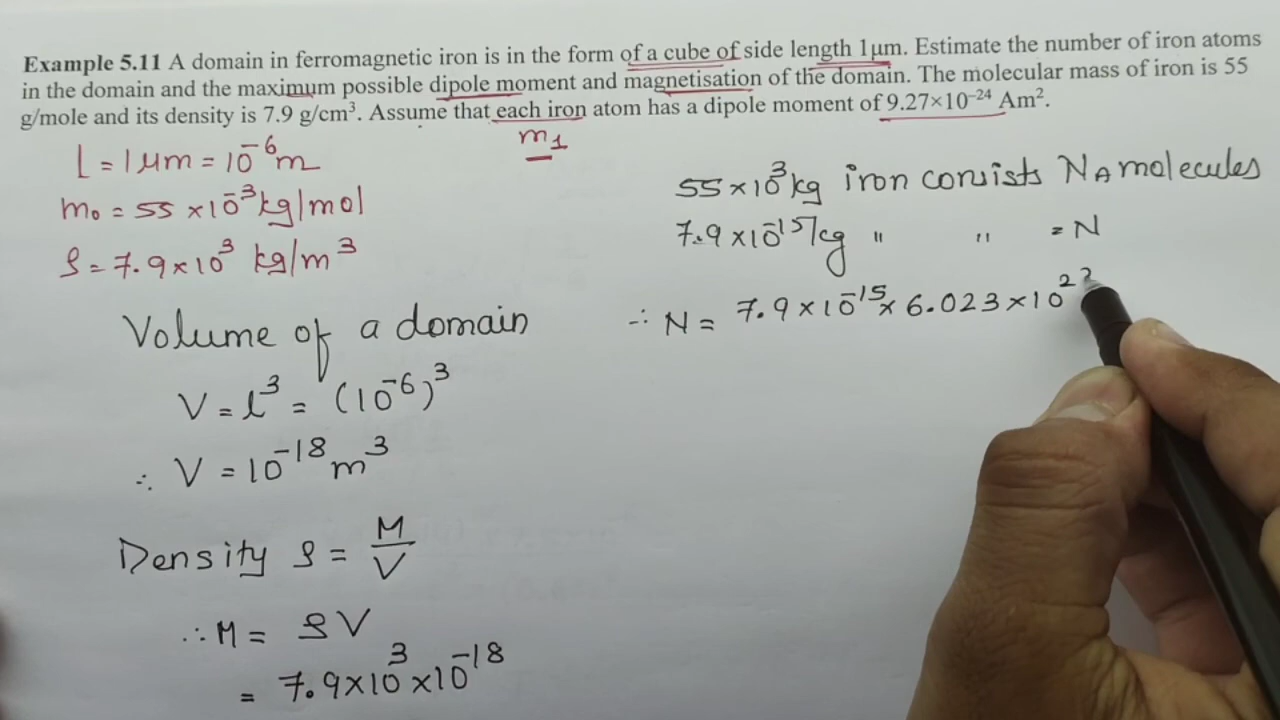 Example 5.11 A domain in ferromagnetic iron is in the form of a cube of side length 1μm. Estimate the number of iron atoms
in the domain and the maximum possible dipole moment and magnetisation of the domain. The molecular mass of iron is 55
g/mole and its density is 7.9 g/cm³. Assume that each iron atom has a dipole moment of 9.27×10⁻²⁴ Am².
m₁
l = 1 μm = 10⁻⁶ m
m₀ = 55 × 10⁻³ kg/mol
ρ = 7.9 × 10³ kg/m³
Volume of a domain
V = l³ = (10⁻⁶)³
∴ V = 10⁻¹⁸ m³
Density ρ = M/V
∴ M = ρV
= 7.9 × 10³ × 10⁻¹⁸
55 × 10³ kg iron consists N_A molecules
7.9 × 10⁻¹⁵ kg " " = N
∴ N = 7.9 × 10⁻¹⁵ × 6.023 × 10²